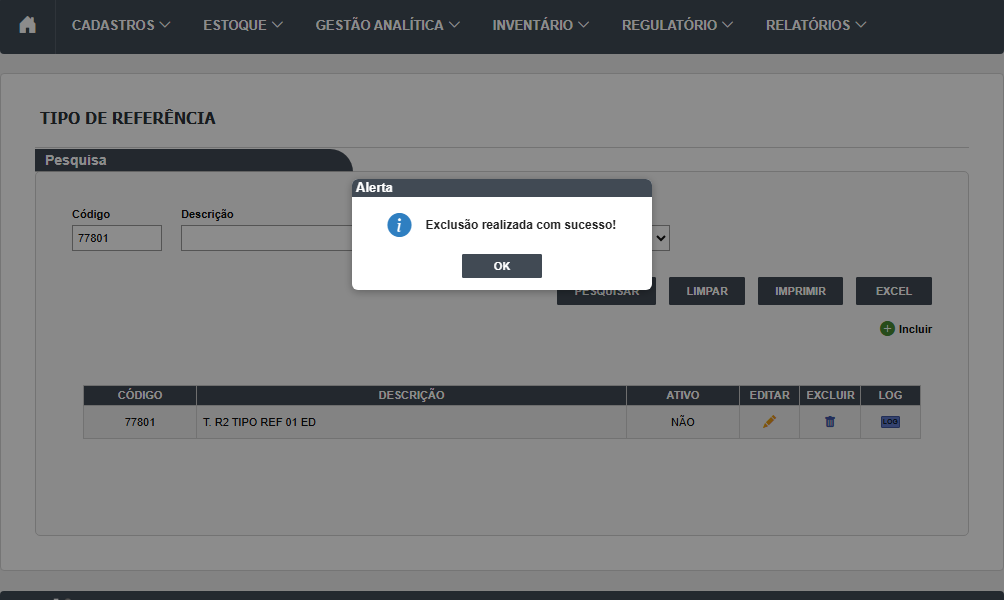 CADASTROS ESTOQUE GESTÃO ANALÍTICA INVENTÁRIO REGULATÓRIO RELATÓRIOS
TIPO DE REFERÊNCIA
Pesquisa
Alerta
Exclusão realizada com sucesso!
OK
Código Descrição
77801
PESQUISAR LIMPAR IMPRIMIR EXCEL
Incluir
CÓDIGO DESCRIÇÃO ATIVO EDITAR EXCLUIR LOG
77801 T. R2 TIPO REF 01 ED NÃO LOG